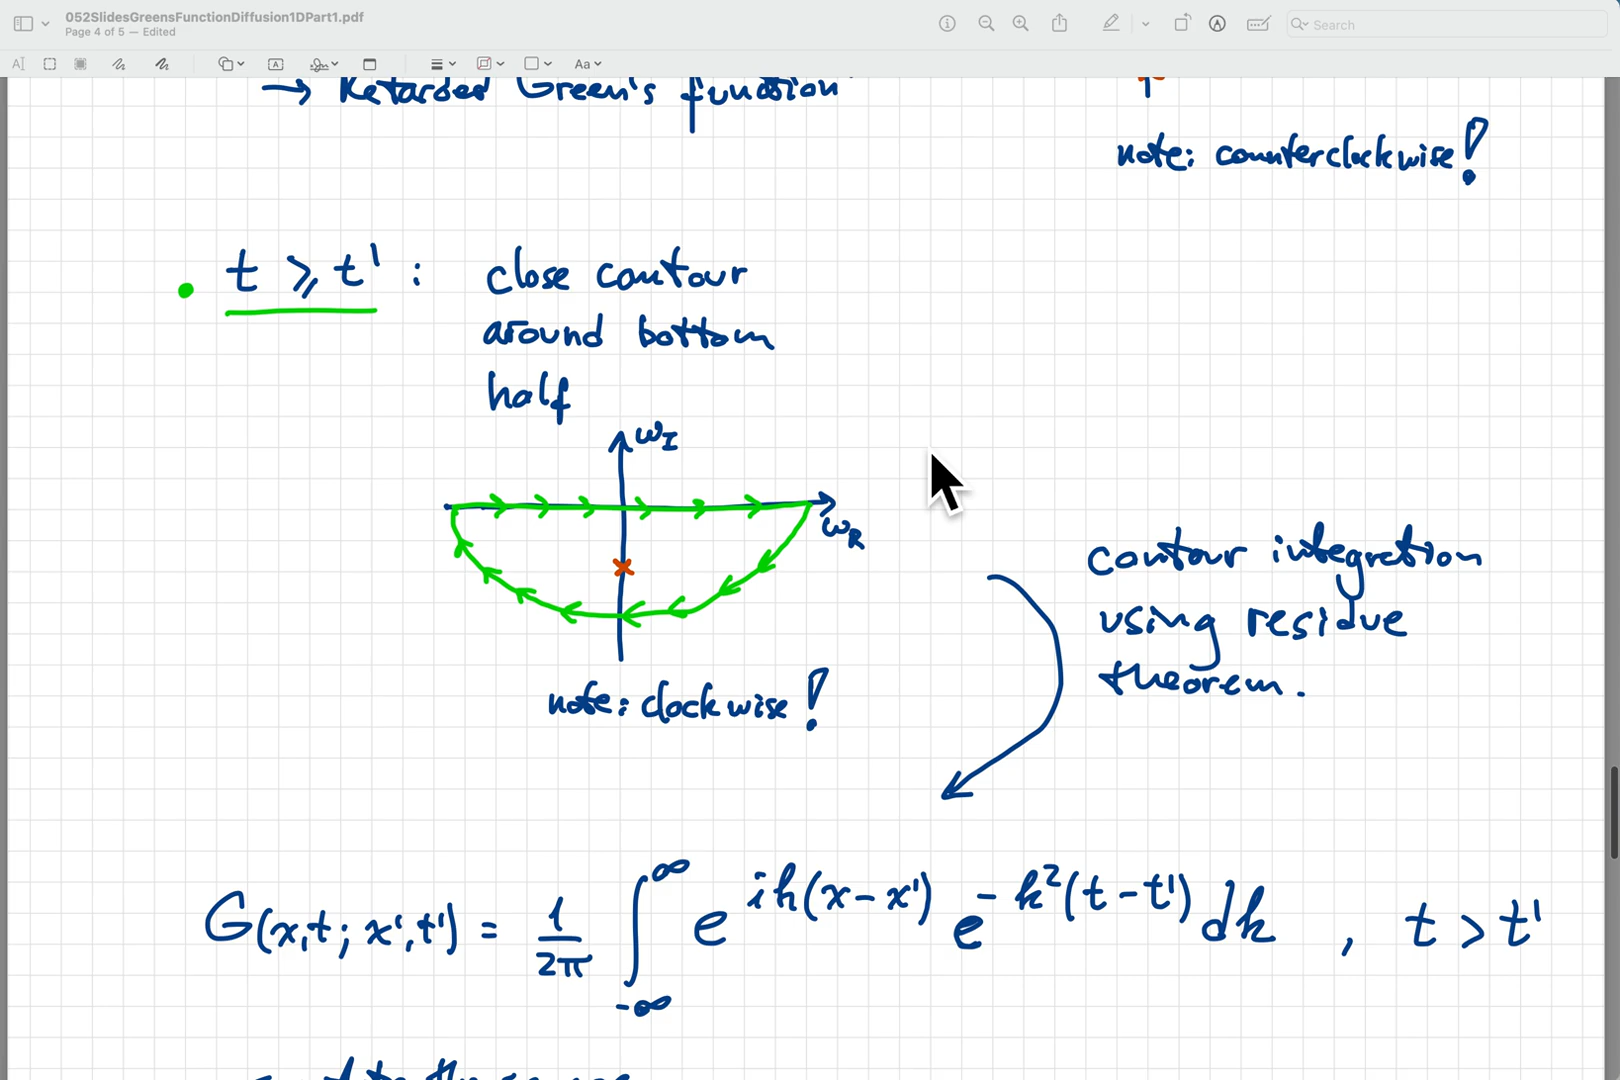 052SlidesGreensFunctionDiffusion1DPart1.pdf
Page 4 of 5 — Edited
Search
Aa
→ Retarded Green's function
note: counterclockwise!
• t ⩾ t' : close contour
around bottom
half
ω_I
ω_R
contour integration
using residue
theorem.
note: clockwise!
G(x,t; x',t') = 1/2π ∫_{-∞}^{∞} e^{ik(x-x')} e^{-k²(t-t')} dk , t > t'